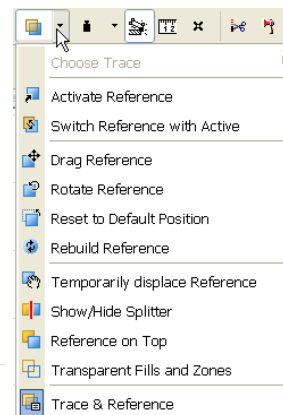 Choose Trace
Activate Reference
Switch Reference with Active
Drag Reference
Rotate Reference
Reset to Default Position
Rebuild Reference
Temporarily displace Reference
Show/Hide Splitter
Reference on Top
Transparent Fills and Zones
Trace & Reference